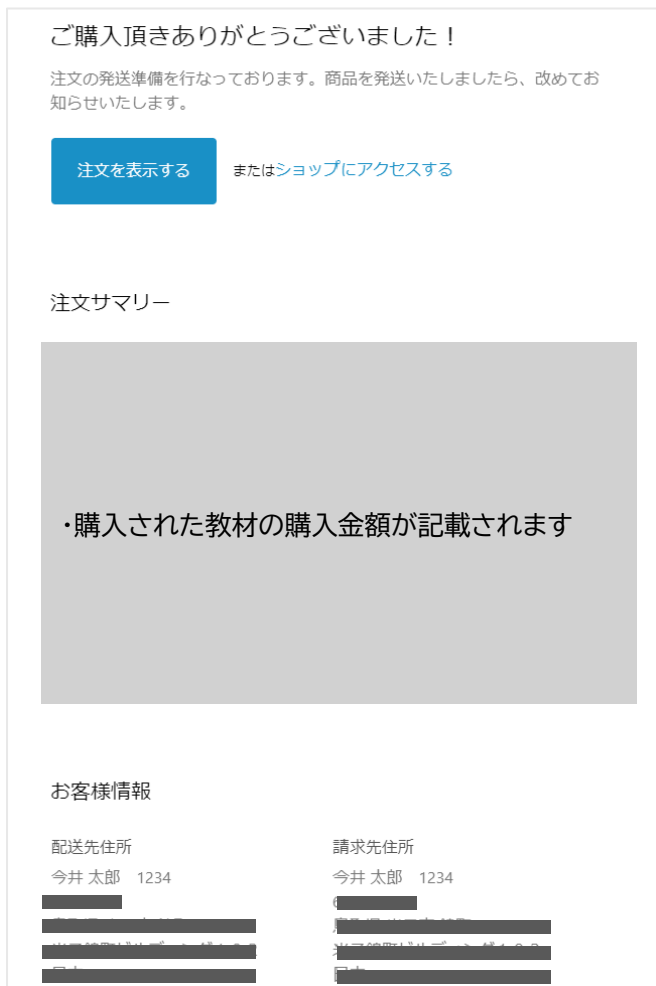 ご購入頂きありがとうございました！
注文の発送準備を行なっております。商品を発送いたしましたら、改めてお
知らせいたします。
注文を表示する またはショップにアクセスする
注文サマリー
・購入された教材の購入金額が記載されます
お客様情報
配送先住所 請求先住所
今井 太郎 1234 今井 太郎 1234